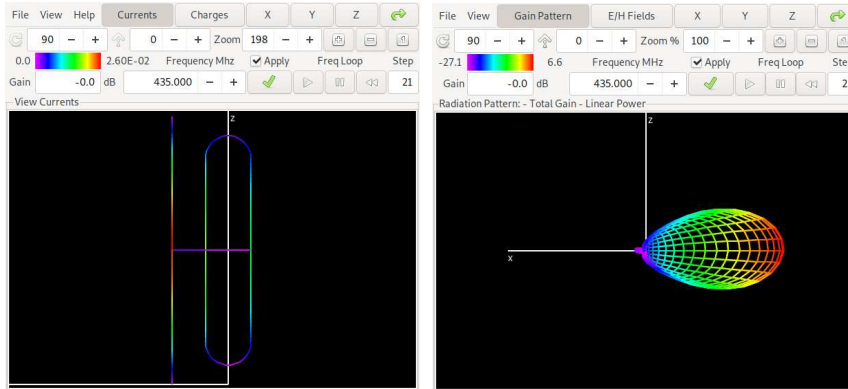 File View Help Currents Charges X Y Z
90 − + 0 − + Zoom 198 − +
0.0 2.60E-02 Frequency Mhz Apply Freq Loop Step
Gain -0.0 dB 435.000 − + 21
View Currents
z
File View Gain Pattern E/H Fields X Y Z
90 − + 0 − + Zoom % 100 − +
-27.1 6.6 Frequency MHz Apply Freq Loop Ste
Gain -0.0 dB 435.000 − + 2
Radiation Pattern: - Total Gain - Linear Power
z
x